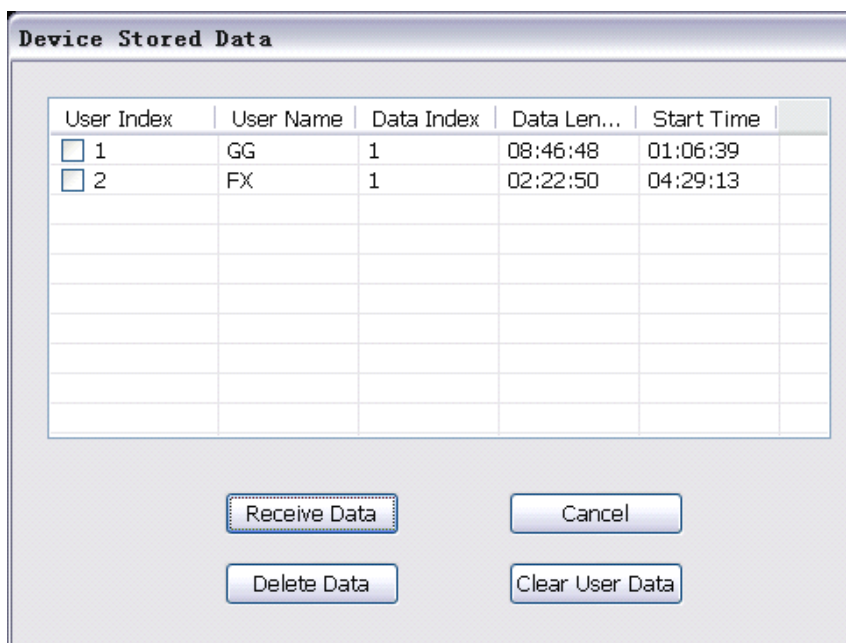 Device Stored Data
User Index User Name Data Index Data Len... Start Time
1 GG 1 08:46:48 01:06:39
2 FX 1 02:22:50 04:29:13
Receive Data Cancel
Delete Data Clear User Data